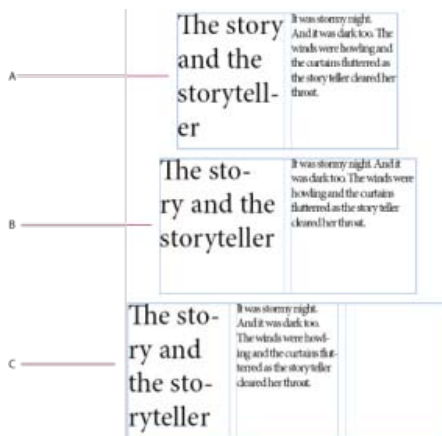 A
The story
and the
storytell-
er
It was stormy night.
And it was dark too. The
winds were howling and
the curtains flutterred as
the story teller cleared her
throat.
B
The sto-
ry and the
storyteller
It was stormy night. And it
was dark too. The winds were
howling and the curtains
flutterred as the story teller
cleared her throat.
C
The sto-
ry and
the sto-
ryteller
It was stormy night.
And it was dark too.
The winds were howl-
ing and the curtains flut-
terred as the story teller
cleared her throat.